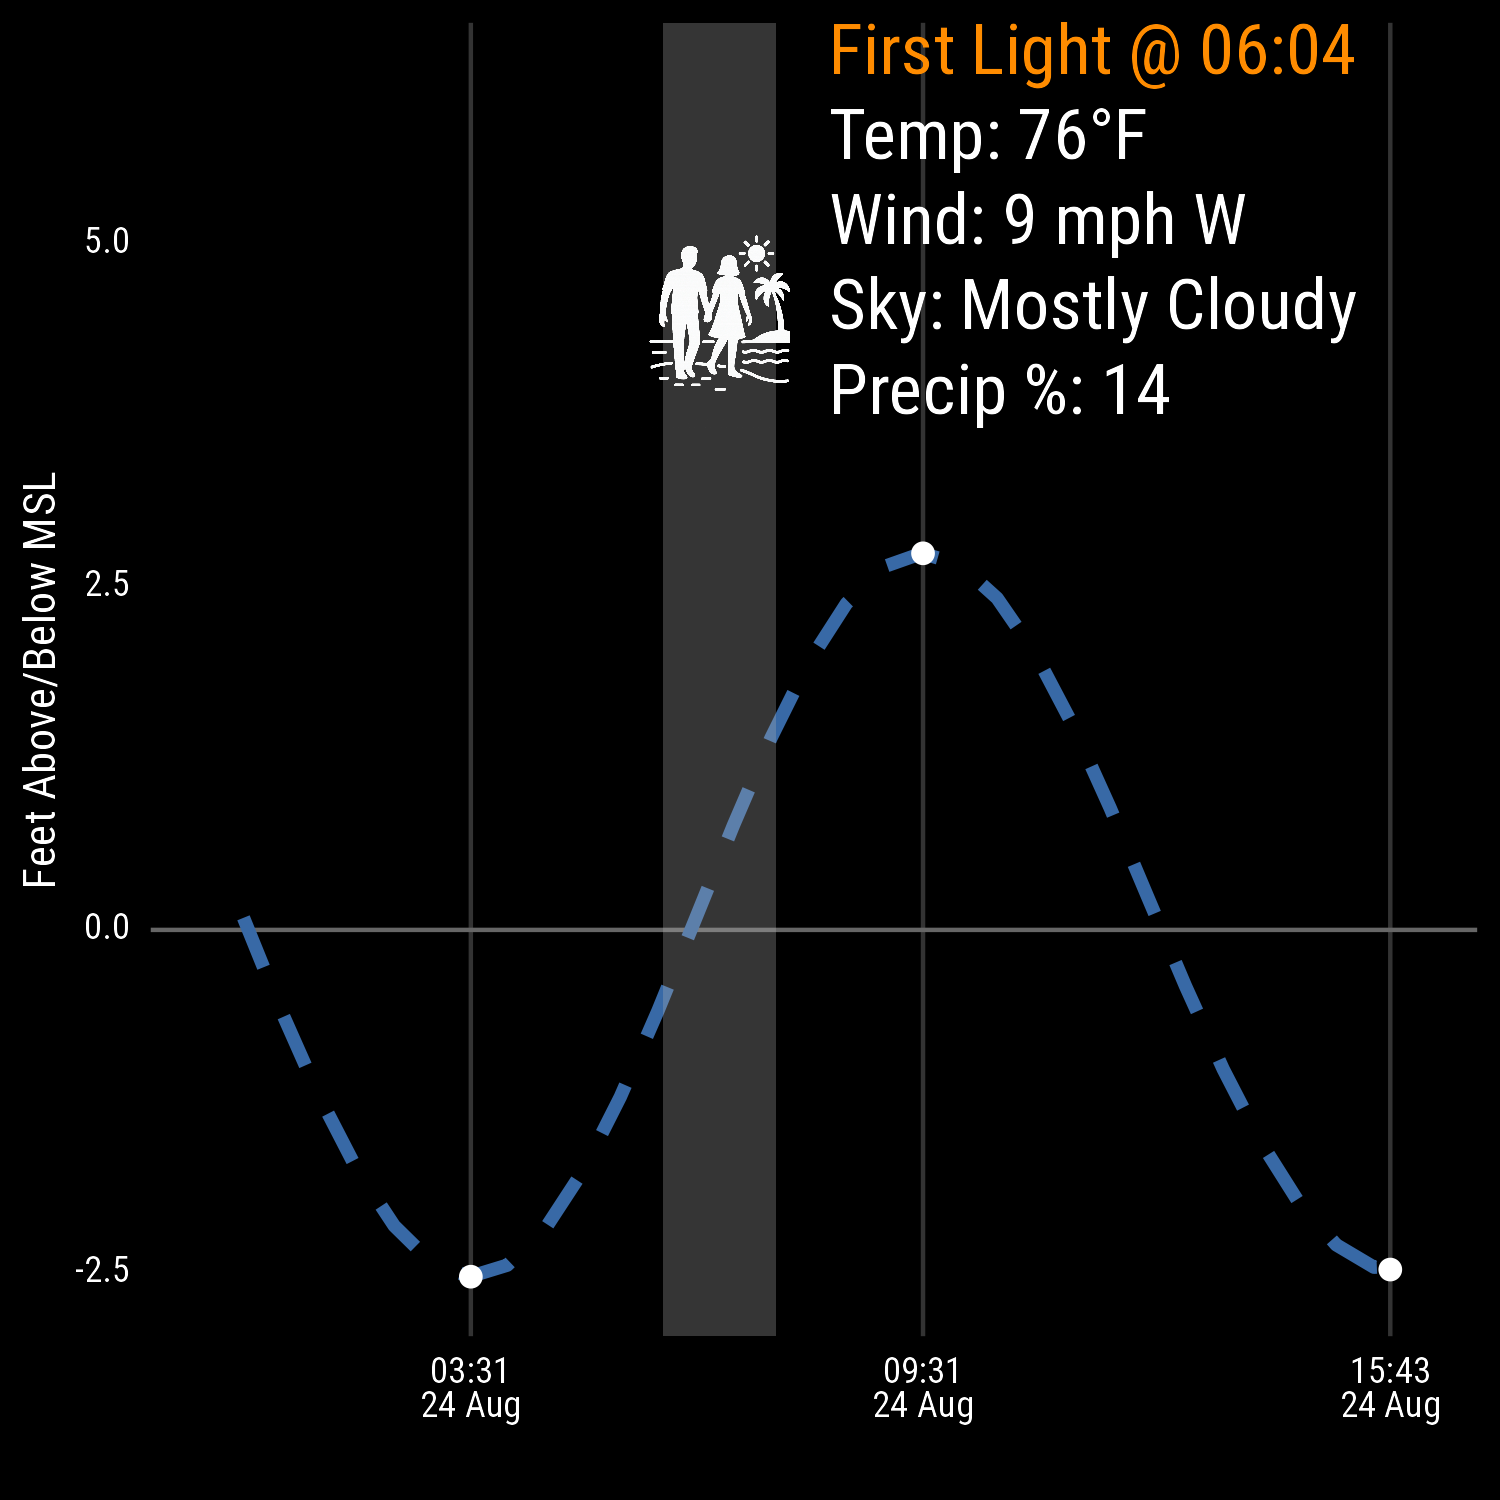 First Light @ 06:04
Temp: 76°F
Wind: 9 mph W
Sky: Mostly Cloudy
Precip %: 14
Feet Above/Below MSL
5.0
2.5
0.0
-2.5
03:31
24 Aug
09:31
24 Aug
15:43
24 Aug